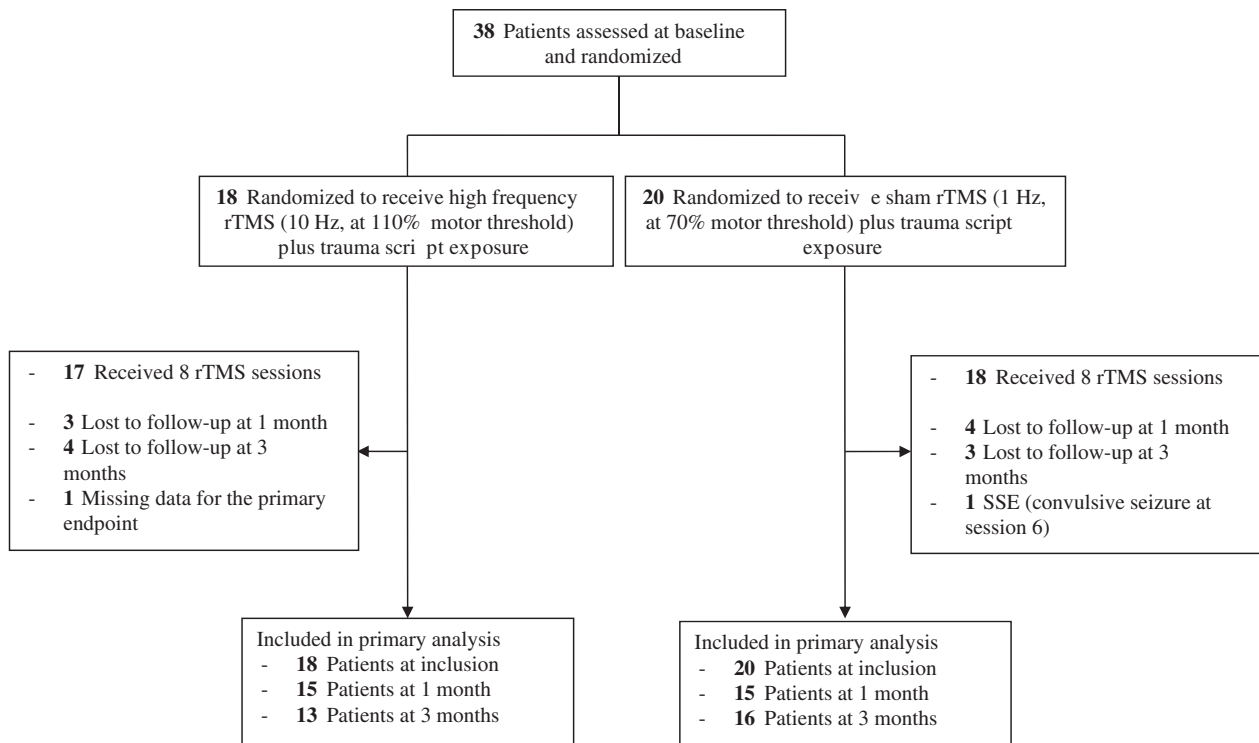 38 Patients assessed at baseline
and randomized
18 Randomized to receive high frequency
rTMS (10 Hz, at 110% motor threshold)
plus trauma scri pt exposure
20 Randomized to receiv e sham rTMS (1 Hz,
at 70% motor threshold) plus trauma script
exposure
- 17 Received 8 rTMS sessions
- 3 Lost to follow-up at 1 month
- 4 Lost to follow-up at 3
months
- 1 Missing data for the primary
endpoint
- 18 Received 8 rTMS sessions
- 4 Lost to follow-up at 1 month
- 3 Lost to follow-up at 3
months
- 1 SSE (convulsive seizure at
session 6)
Included in primary analysis
- 18 Patients at inclusion
- 15 Patients at 1 month
- 13 Patients at 3 months
Included in primary analysis
- 20 Patients at inclusion
- 15 Patients at 1 month
- 16 Patients at 3 months